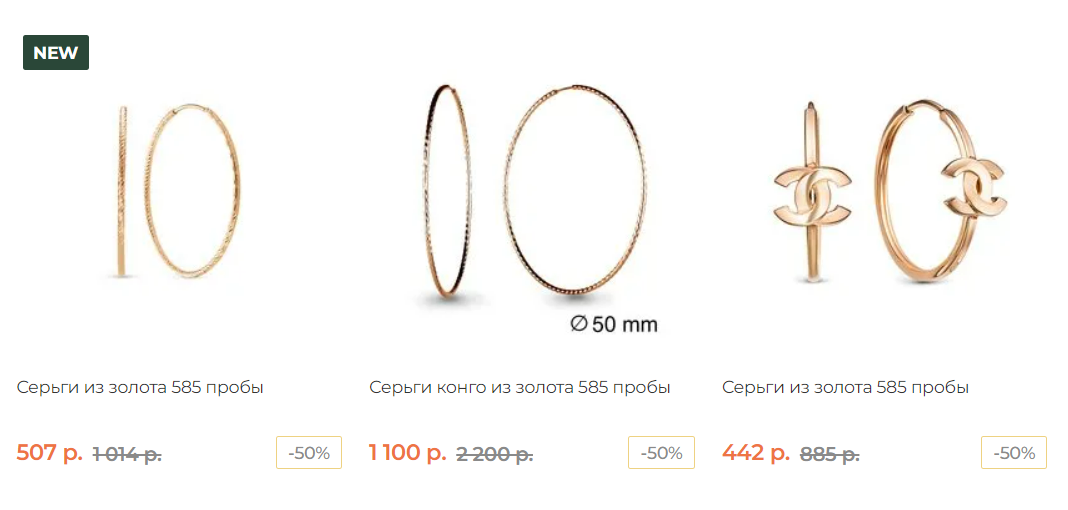 NEW
∅ 50 mm
Серьги из золота 585 пробы
Серьги конго из золота 585 пробы
Серьги из золота 585 пробы
507 р. 1 014 р. -50%
1 100 р. 2 200 р. -50%
442 р. 885 р. -50%